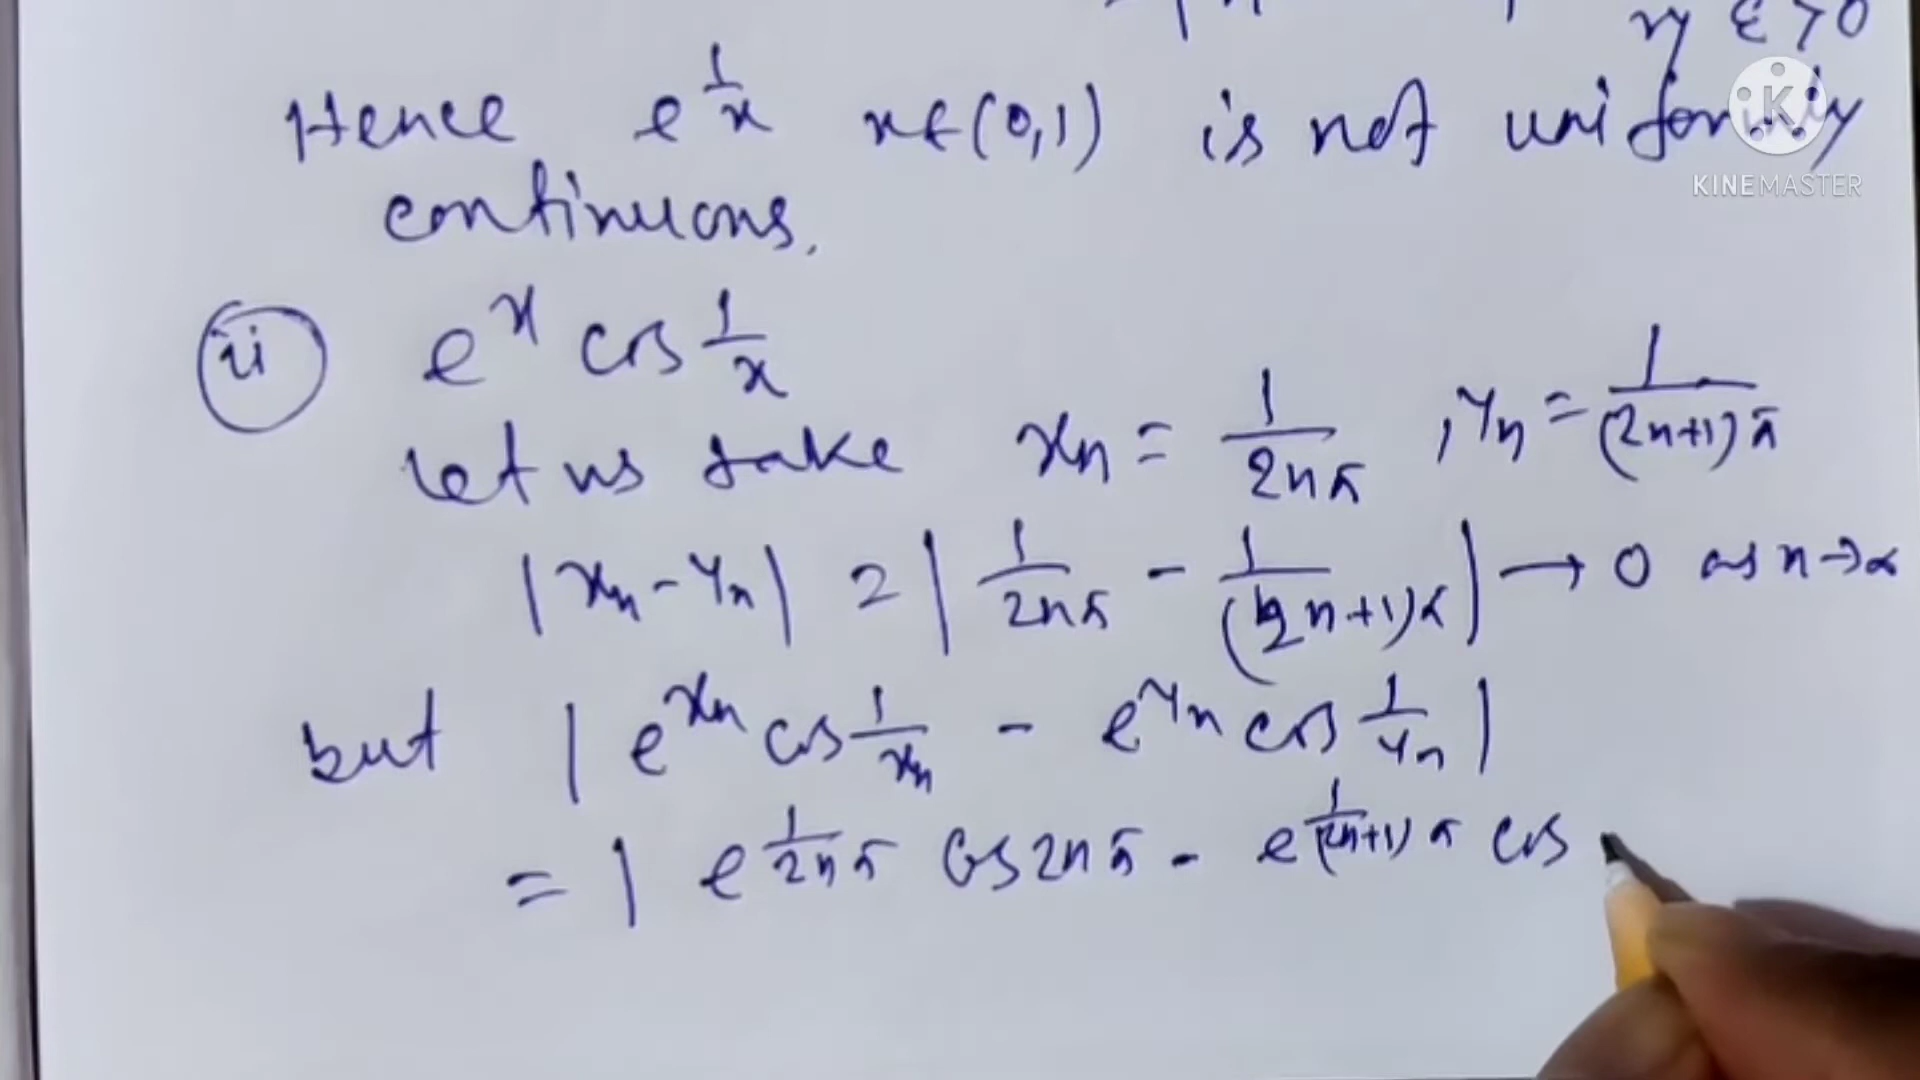 ∀ ε > 0
Hence e^{1/x} x ∈ (0,1) is not uniformly
KINEMASTER
continuous.
ii e^x cos 1/x
let us take x_n = 1/2nπ , y_n = 1/(2n+1)π
|x_n - y_n| = | 1/2nπ - 1/(2n+1)π | → 0 as n→∞
but | e^{x_n} cos 1/x_n - e^{y_n} cos 1/y_n |
= | e^{1/2nπ} cos 2nπ - e^{1/(2n+1)π} cos